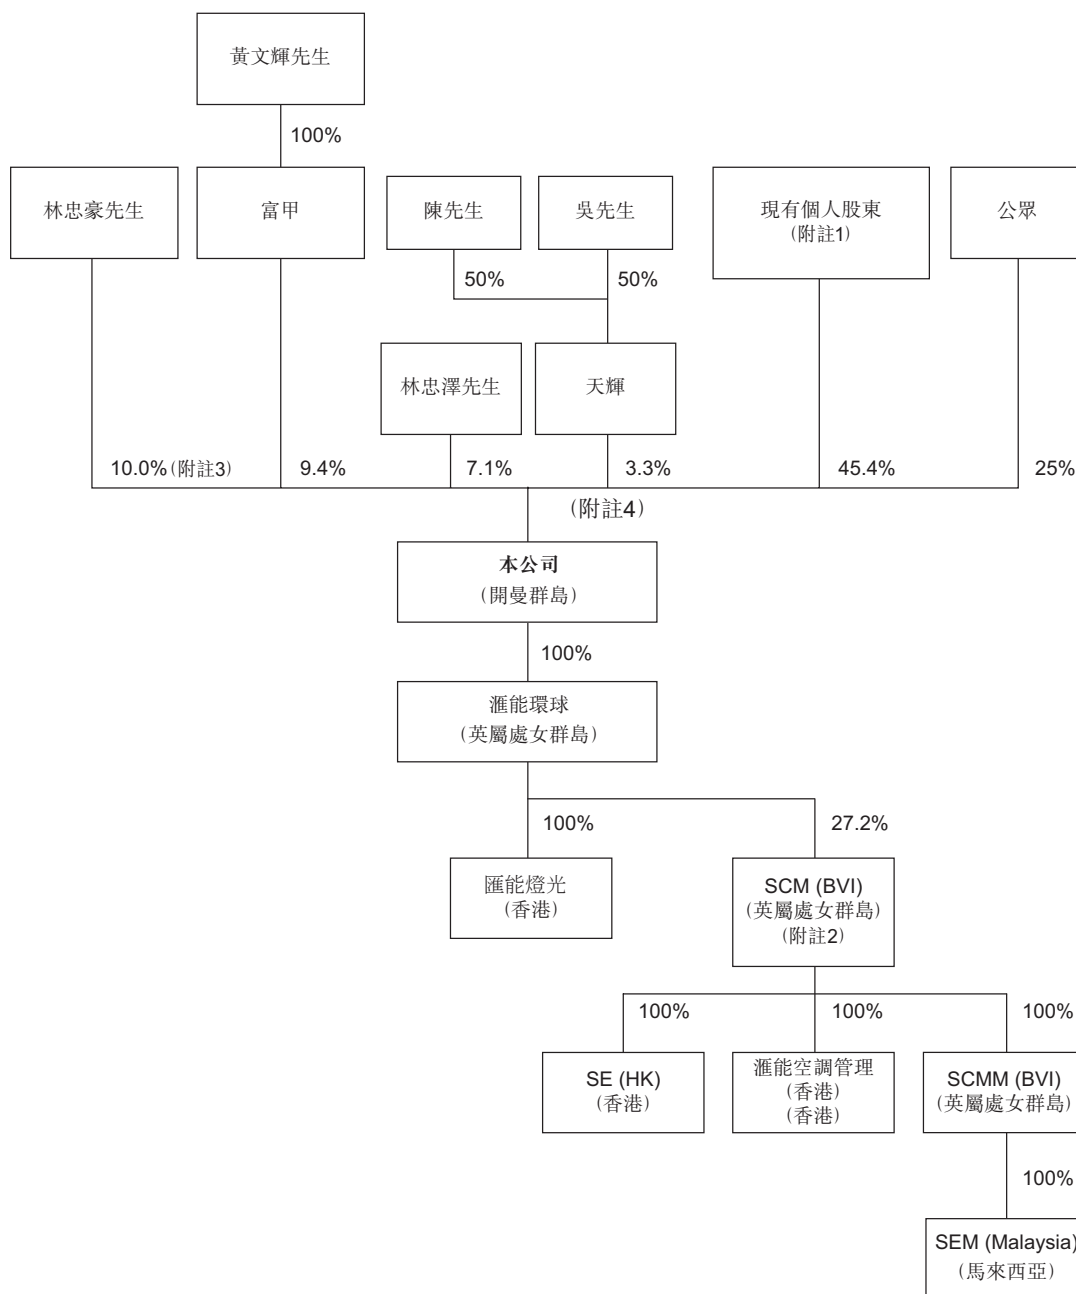 黃文輝先生
100%
林忠豪先生
富甲
陳先生
吳先生
現有個人股東
(附註1)
公眾
50%
50%
林忠澤先生
天輝
10.0%(附註3)
9.4%
7.1%
3.3%
45.4%
25%
(附註4)
本公司
(開曼群島)
100%
滙能環球
(英屬處女群島)
100%
27.2%
匯能燈光
(香港)
SCM (BVI)
(英屬處女群島)
(附註2)
100%
100%
100%
SE (HK)
(香港)
滙能空調管理
(香港)
(香港)
SCMM (BVI)
(英屬處女群島)
100%
SEM (Malaysia)
(馬來西亞)